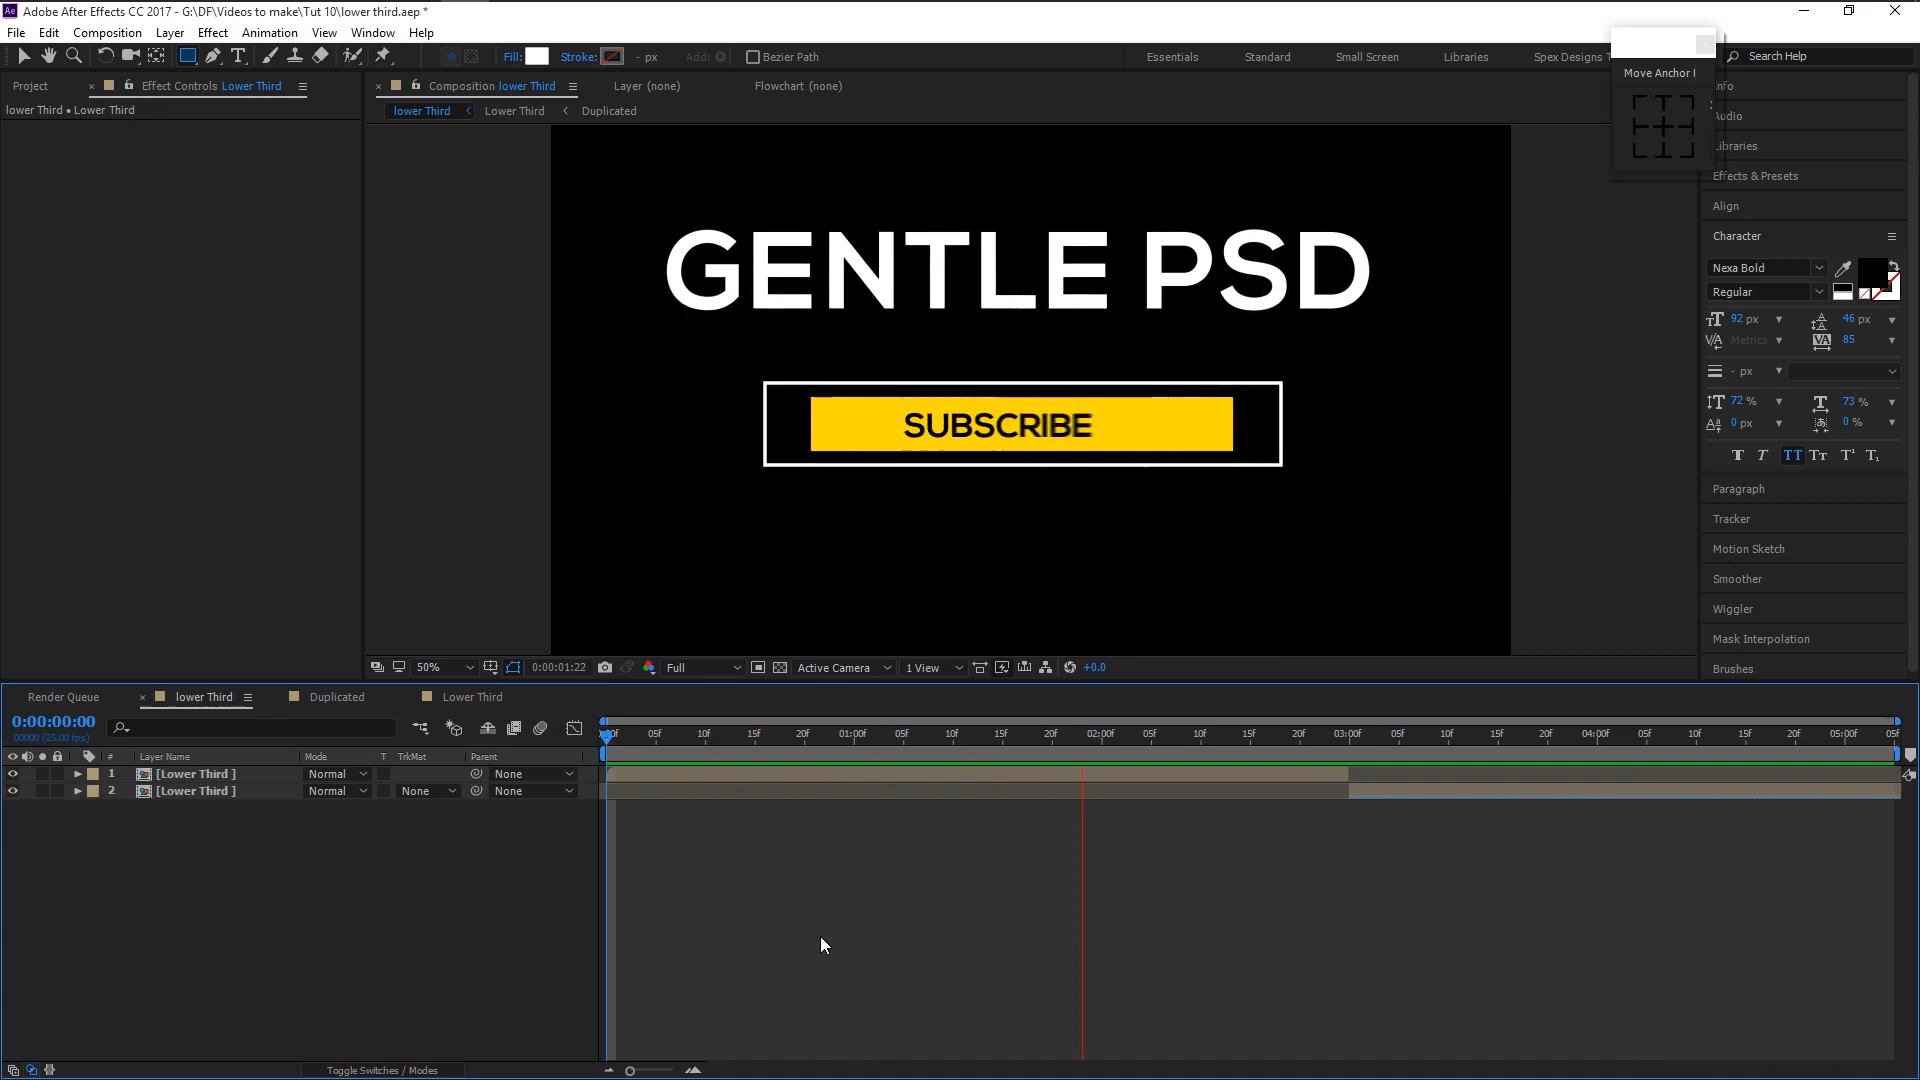 Ae Adobe After Effects CC 2017 - G:\DF\Videos to make\Tut 10\lower third.aep *
File Edit Composition Layer Effect Animation View Window Help
Fill: Stroke: - px Add: Bezier Path Essentials Standard Small Screen Libraries Spex Designs Search Help
Move Anchor
Project Effect Controls Lower Third Composition lower Third Layer (none) Flowchart (none)
lower Third • Lower Third
lower Third Lower Third Duplicated
Audio
Libraries
Effects & Presets
Align
Character
Nexa Bold
Regular
92 px 46 px
Metrics 85
- px
72 % 73 %
0 px 0 %
T T TT Tt T¹ T₁
Paragraph
Tracker
Motion Sketch
Smoother
Wiggler
Mask Interpolation
Brushes
GENTLE PSD
SUBSCRIBE
50% 0:00:01:22 Full Active Camera 1 View +0.0
Render Queue lower Third Duplicated Lower Third
0:00:00:00
00000 (25.00 fps)
05f 10f 15f 20f 01:00f 05f 10f 15f 20f 02:00f 05f 10f 15f 20f 03:00f 05f 10f 15f 20f 04:00f 05f 10f 15f 20f 05:00f 05f
# Layer Name Mode T TrkMat Parent
1 [Lower Third ] Normal None
2 [Lower Third ] Normal None None
Toggle Switches / Modes